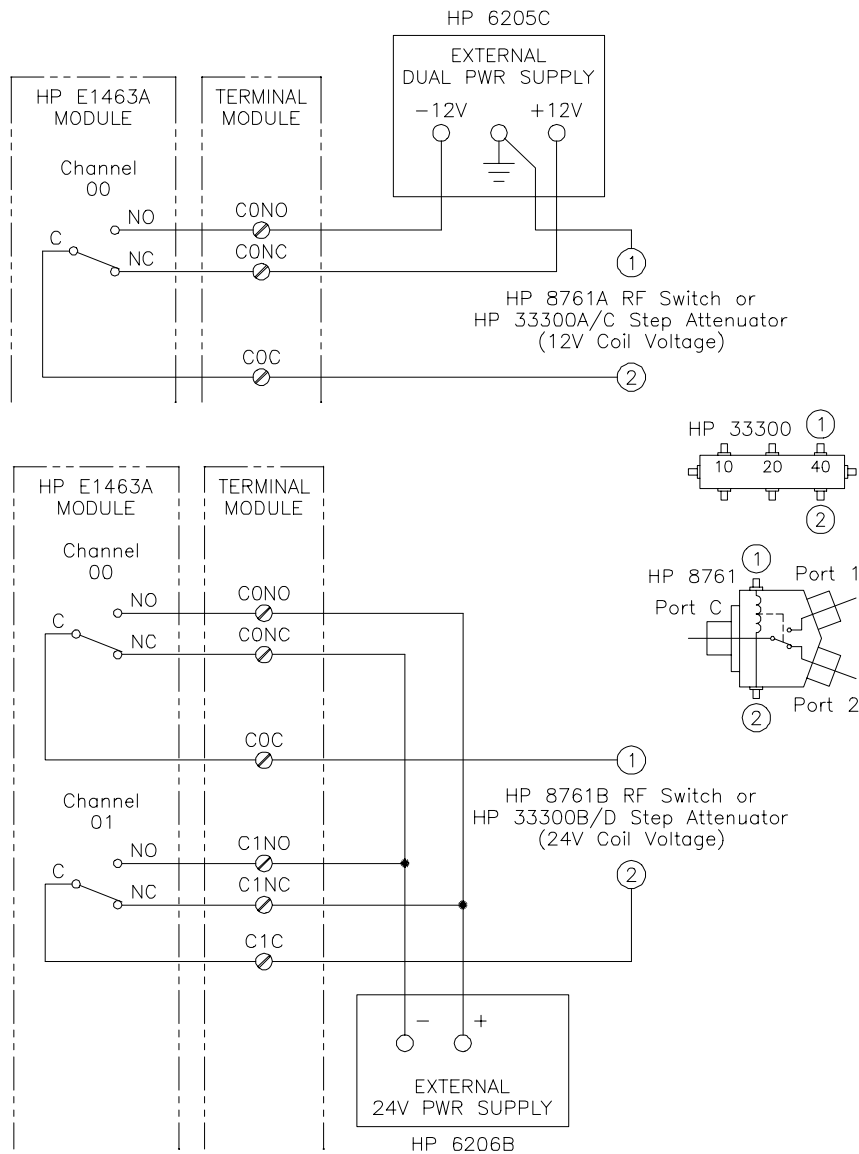 HP 6205C
EXTERNAL
DUAL PWR SUPPLY
-12V
+12V
HP E1463A
MODULE
TERMINAL
MODULE
Channel
00
NO
C0NO
C
NC
C0NC
1
HP 8761A RF Switch or
HP 33300A/C Step Attenuator
(12V Coil Voltage)
C0C
2
HP 33300
1
10
20
40
2
HP E1463A
MODULE
TERMINAL
MODULE
Channel
00
NO
C0NO
C
NC
C0NC
C0C
1
HP 8761
1
Port 1
Port C
Port 2
2
HP 8761B RF Switch or
HP 33300B/D Step Attenuator
(24V Coil Voltage)
Channel
01
NO
C1NO
C
NC
C1NC
2
C1C
-
+
EXTERNAL
24V PWR SUPPLY
HP 6206B